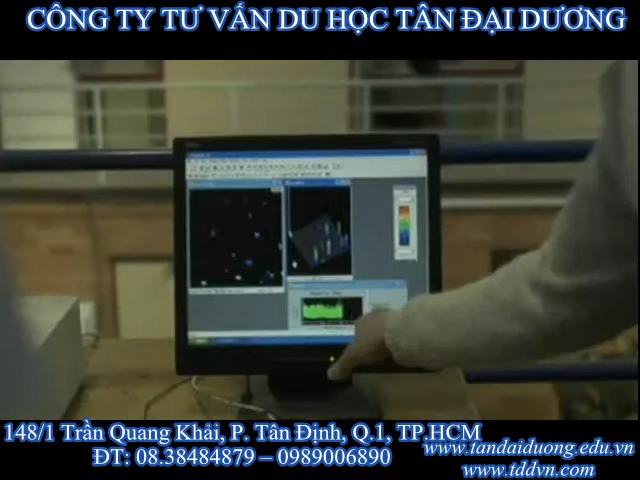 CÔNG TY TƯ VẤN DU HỌC TÂN ĐẠI DƯƠNG
148/1 Trần Quang Khải, P. Tân Định, Q.1, TP.HCM
ĐT: 08.38484879 – 0989006890
www.tandaiduong.edu.vn
www.tddvn.com